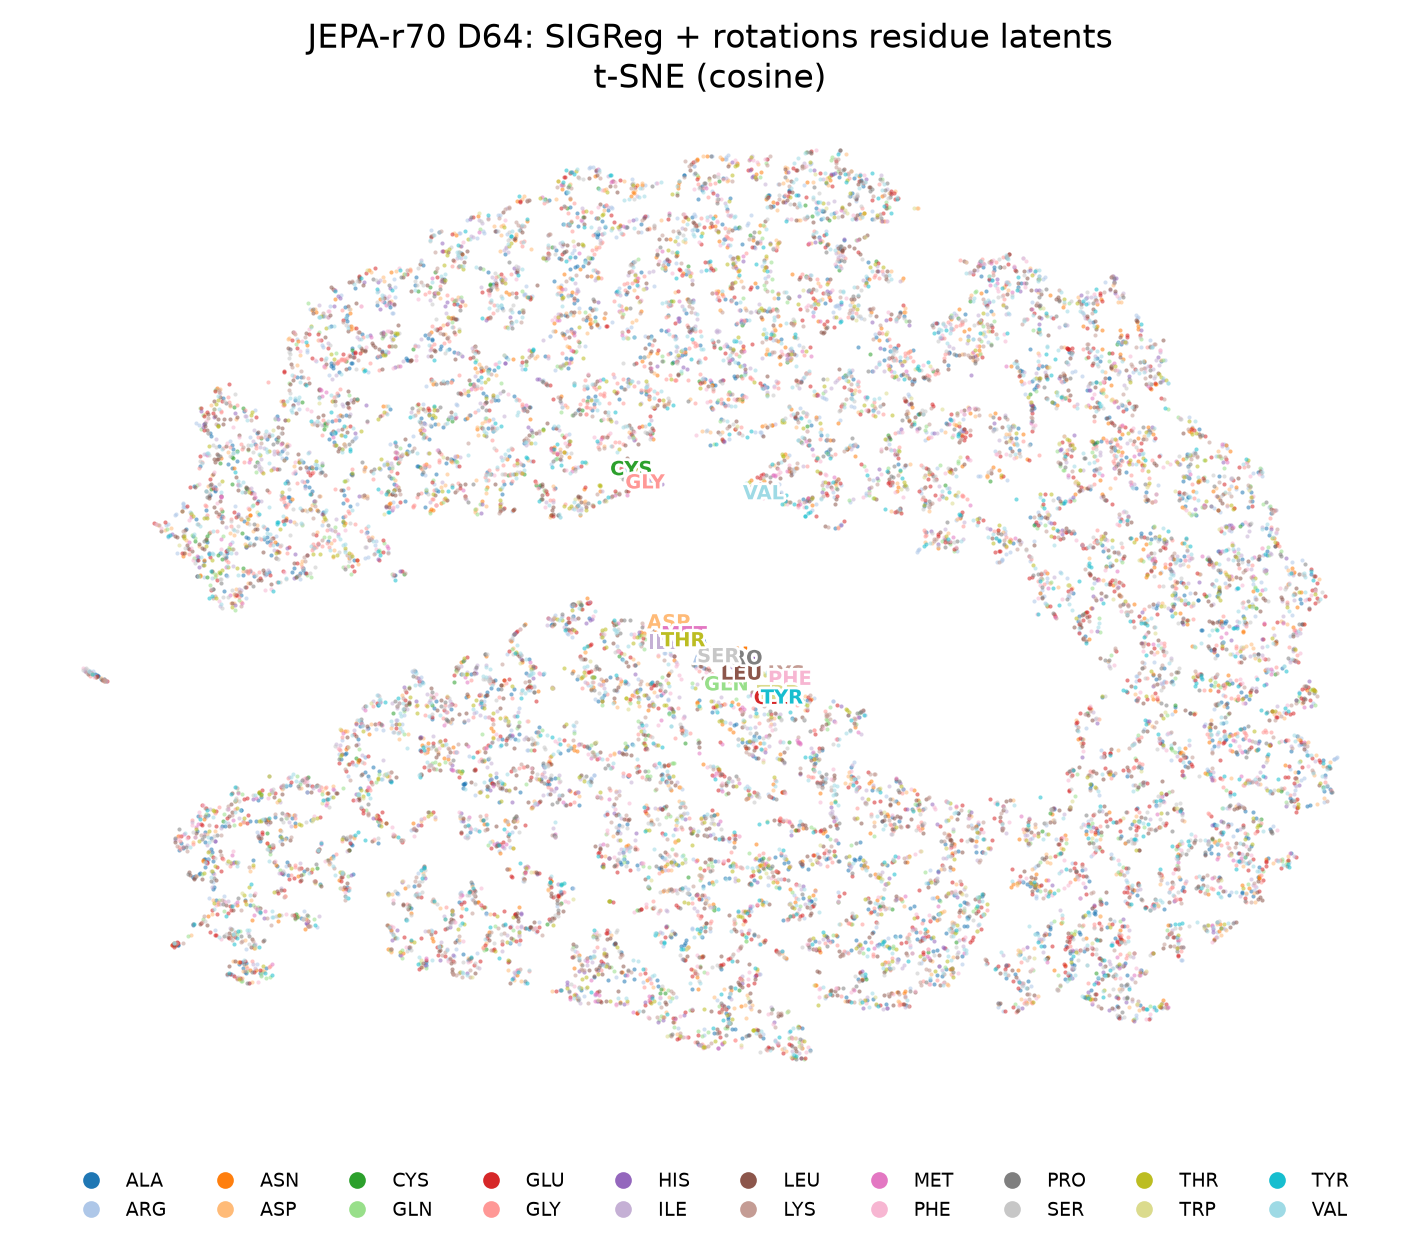 JEPA-r70 D64: SIGReg + rotations residue latents
t-SNE (cosine)
CYS
GLY
VAL
ASP
THR
SER
LEU
PHE
GLN
TYR
ALA ASN CYS GLU HIS LEU MET PRO THR TYR
ARG ASP GLN GLY ILE LYS PHE SER TRP VAL